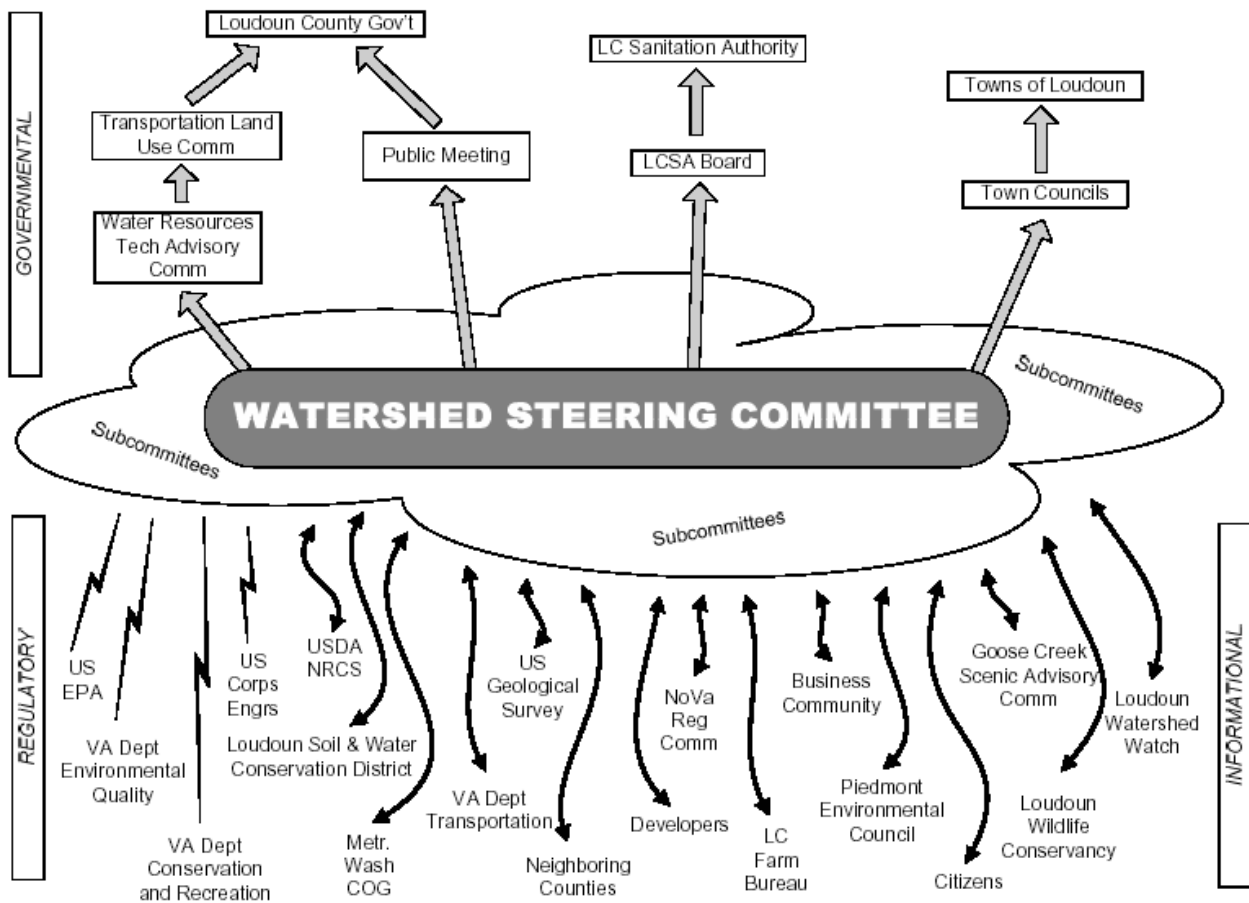 Loudoun County Gov't
LC Sanitation Authority
Towns of Loudoun
Transportation Land
Use Comm
Public Meeting
LCSA Board
Town Councils
Water Resources
Tech Advisory
Comm
GOVERNMENTAL
Subcommittees
WATERSHED STEERING COMMITTEE
Subcommittees
Subcommittees
REGULATORY
INFORMATIONAL
US
EPA
VA Dept
Environmental
Quality
VA Dept
Conservation
and Recreation
US
Corps
Engrs
USDA
NRCS
Loudoun Soil & Water
Conservation District
Metr.
Wash
COG
VA Dept
Transportation
US
Geological
Survey
Neighboring
Counties
Developers
NoVa
Reg
Comm
LC
Farm
Bureau
Business
Community
Piedmont
Environmental
Council
Citizens
Goose Creek
Scenic Advisory
Comm
Loudoun
Wildlife
Conservancy
Loudoun
Watershed
Watch